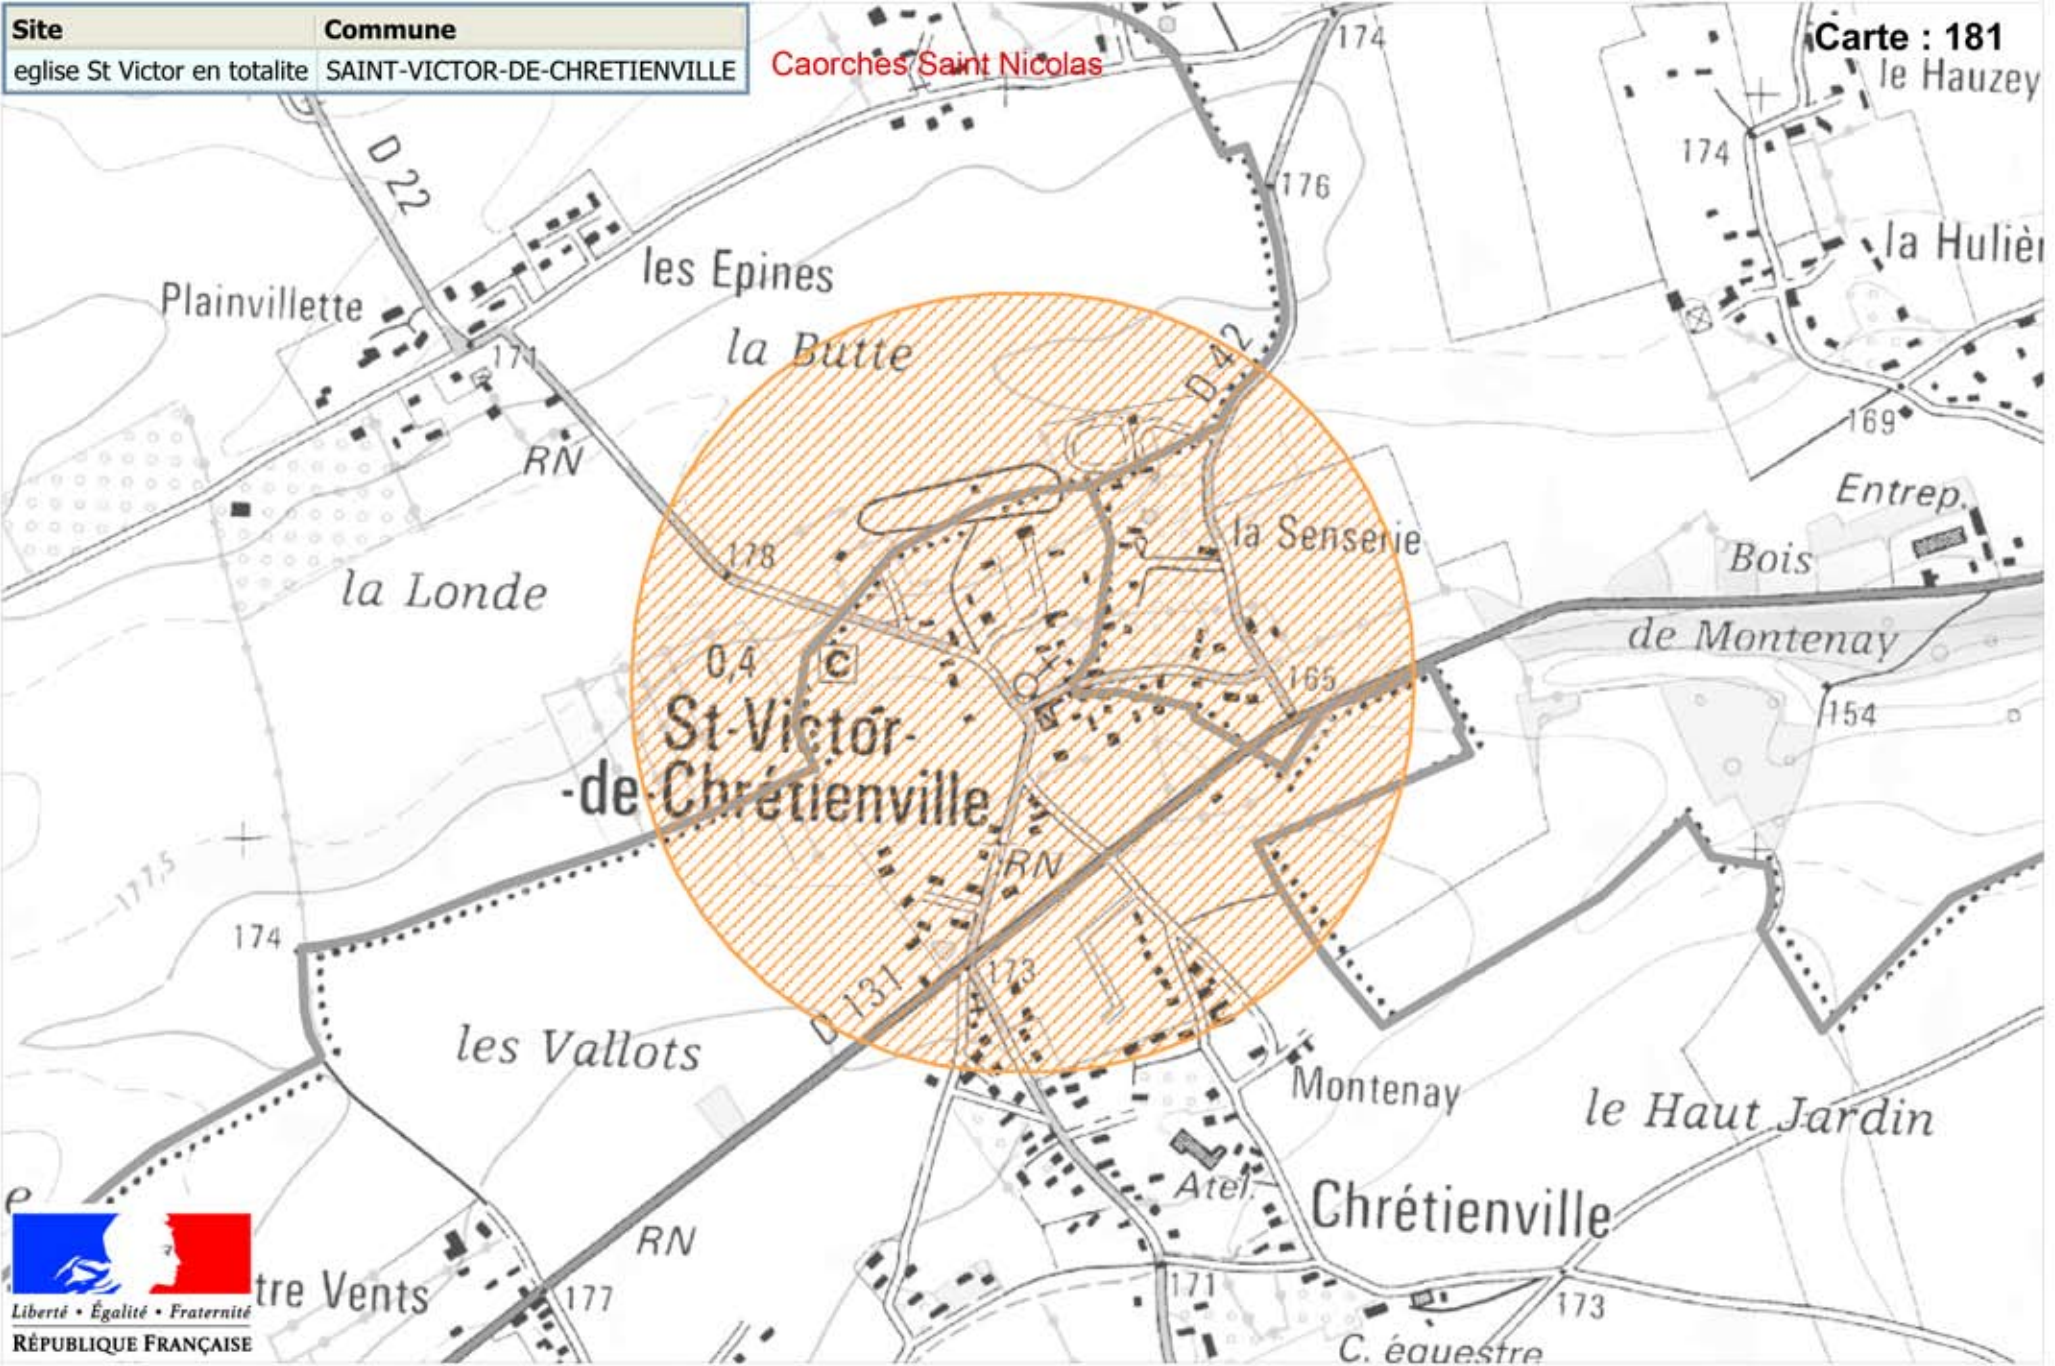 Site Commune
eglise St Victor en totalite SAINT-VICTOR-DE-CHRETIENVILLE
Caorches Saint Nicolas
Carte : 181
174
le Hauzey
D 22
174
176
les Epines
la Huliè
Plainvillette
la Butte
D 42
171
169
RN
Entrep.
la Senserie
178
Bois
la Londe
de Montenay
0,4
C
165
154
St-Victor-
-de-Chrétienville
RN
177,5
174
173
D 131
les Vallots
Montenay
le Haut Jardin
Atel.
e
Chrétienville
RN
171
tre Vents
177
173
C. équestre
Liberté • Égalité • Fraternité
RÉPUBLIQUE FRANÇAISE